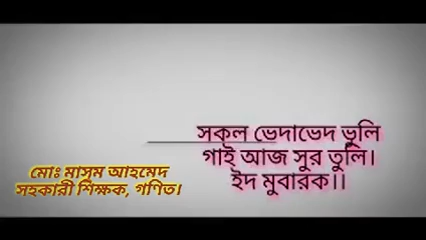 সকল ভেদাভেদ ভুলি
গাই আজ সুর তুলি।
ইদ মুবারক।।
মোঃ মাসুম আহমেদ
সহকারী শিক্ষক, গণিত।